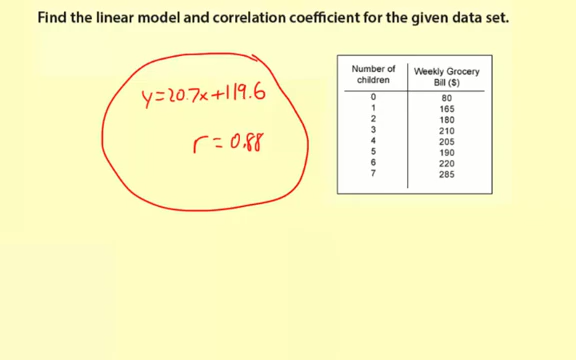 Find the linear model and correlation coefficient for the given data set.
y=20.7x+119.6
r=0.88
Number of children Weekly Grocery Bill ($)
0 80
1 165
2 180
3 210
4 205
5 190
6 220
7 285